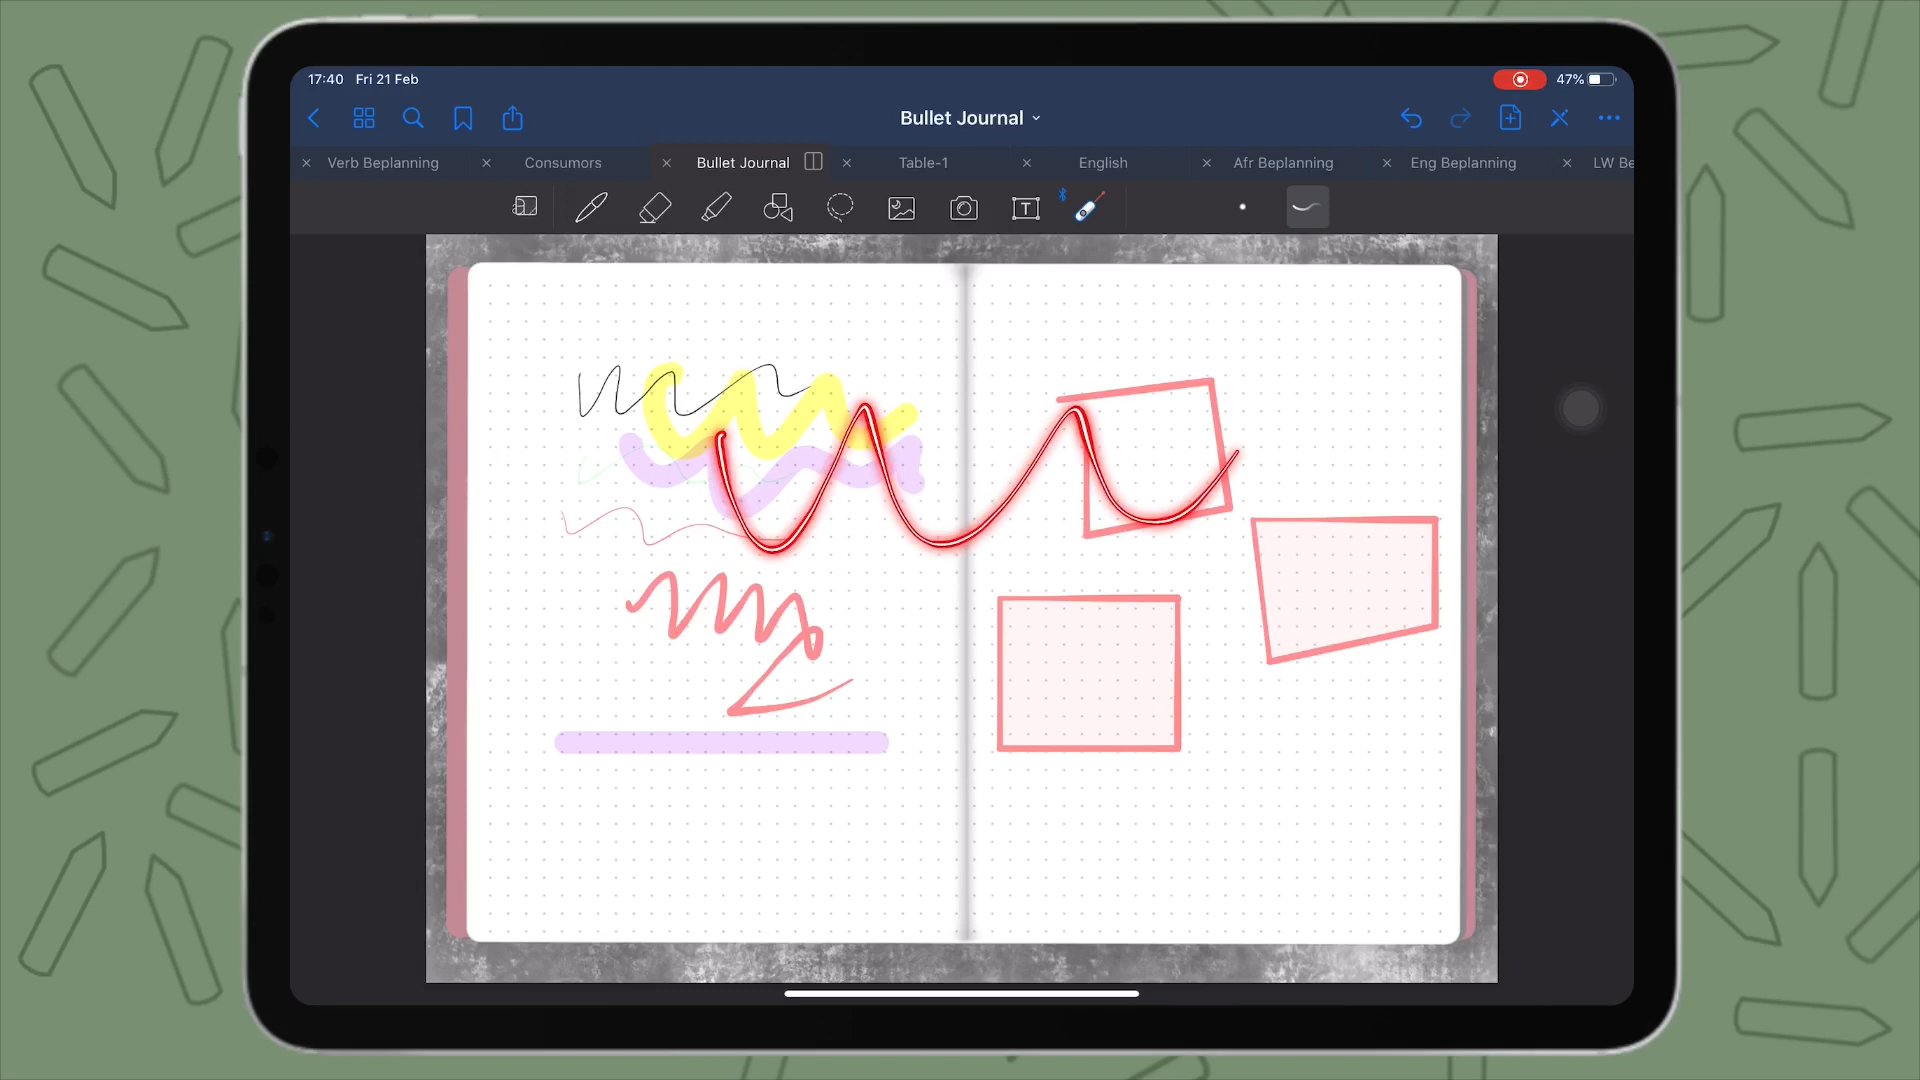 17:40 Fri 21 Feb 47%
Bullet Journal
Verb Beplanning Consumors Bullet Journal Table-1 English Afr Beplanning Eng Beplanning LW Be
T